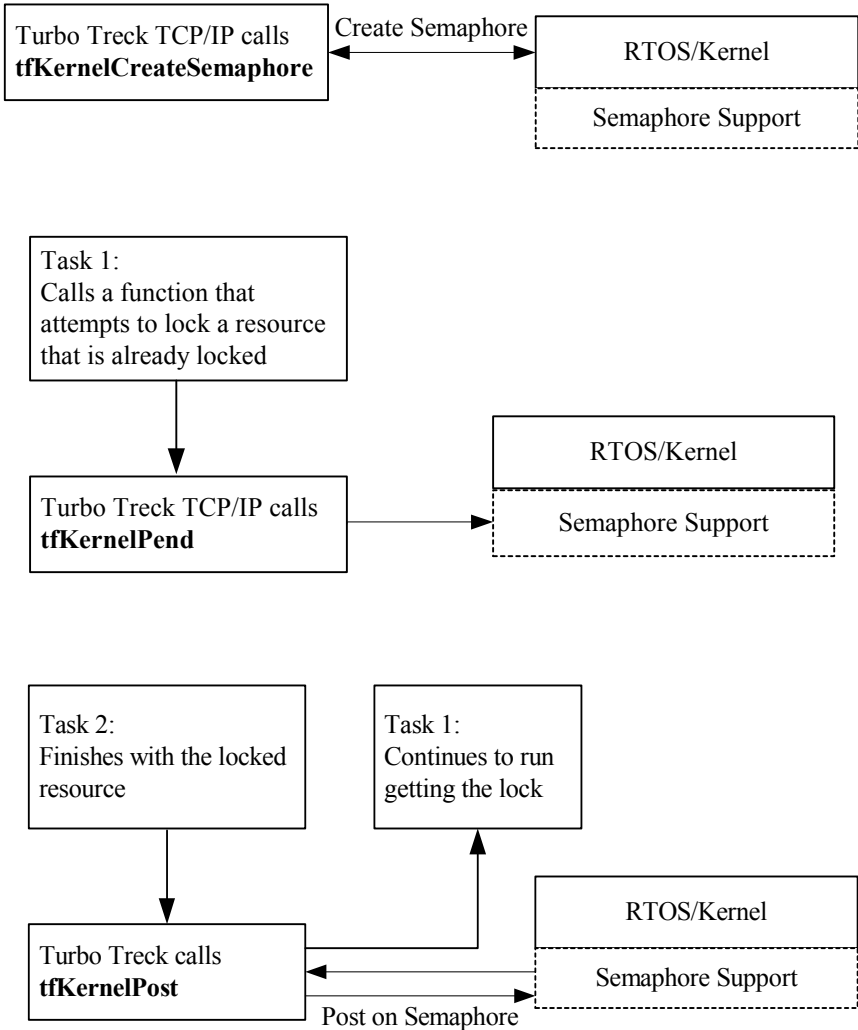 Turbo Treck TCP/IP calls
tfKernelCreateSemaphore
Create Semaphore
RTOS/Kernel
Semaphore Support
Task 1:
Calls a function that
attempts to lock a resource
that is already locked
Turbo Treck TCP/IP calls
tfKernelPend
RTOS/Kernel
Semaphore Support
Task 2:
Finishes with the locked
resource
Task 1:
Continues to run
getting the lock
Turbo Treck calls
tfKernelPost
RTOS/Kernel
Semaphore Support
Post on Semaphore